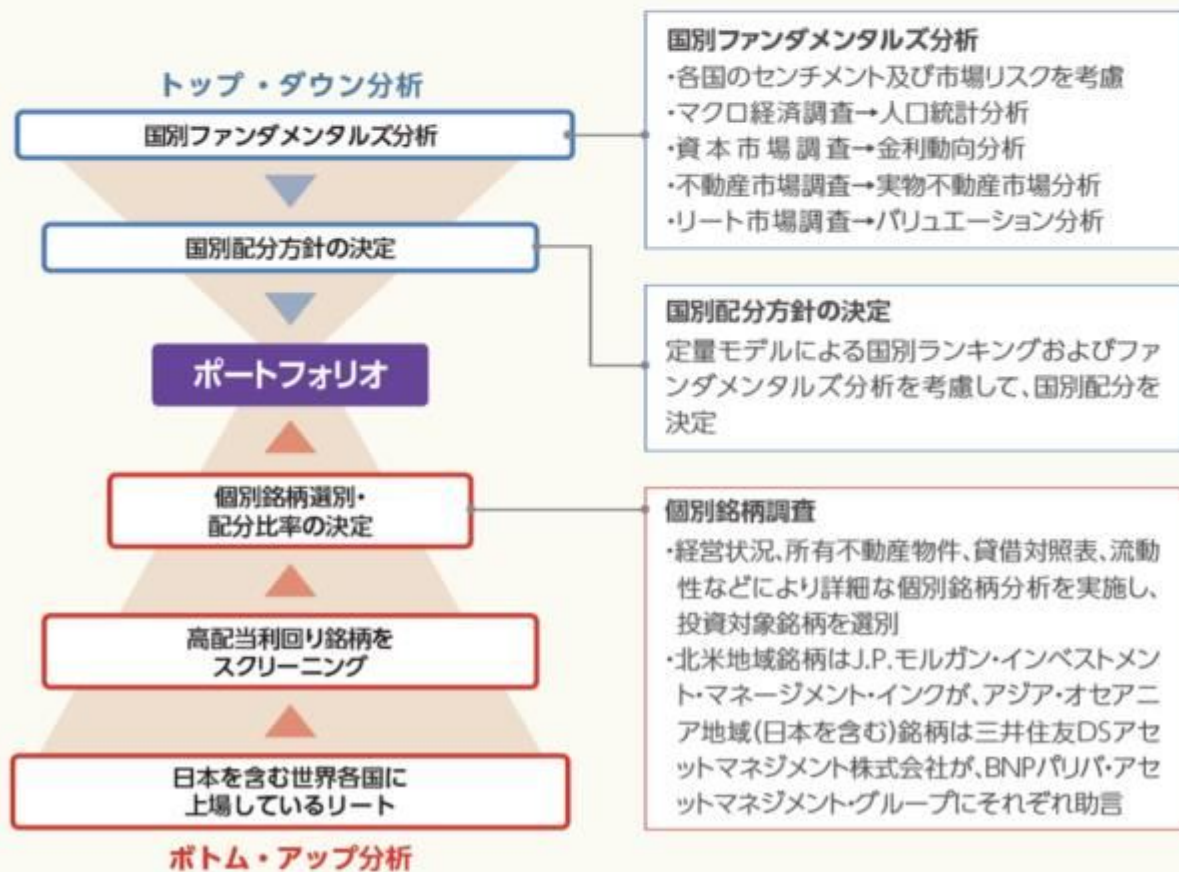 トップ・ダウン分析
国別ファンダメンタルズ分析
国別配分方針の決定
ポートフォリオ
個別銘柄選別・
配分比率の決定
高配当利回り銘柄を
スクリーニング
日本を含む世界各国に
上場しているリート
ボトム・アップ分析
国別ファンダメンタルズ分析
・各国のセンチメント及び市場リスクを考慮
・マクロ経済調査→人口統計分析
・資本市場調査→金利動向分析
・不動産市場調査→実物不動産市場分析
・リート市場調査→バリュエーション分析
国別配分方針の決定
定量モデルによる国別ランキングおよびファ
ンダメンタルズ分析を考慮して、国別配分を
決定
個別銘柄調査
・経営状況、所有不動産物件、貸借対照表、流動
性などにより詳細な個別銘柄分析を実施し、
投資対象銘柄を選別
・北米地域銘柄はJ.P.モルガン・インベストメン
ト・マネージメント・インクが、アジア・オセアニ
ア地域(日本を含む)銘柄は三井住友DSアセ
ットマネジメント株式会社が、BNPパリバ・アセ
ットマネジメント・グループにそれぞれ助言